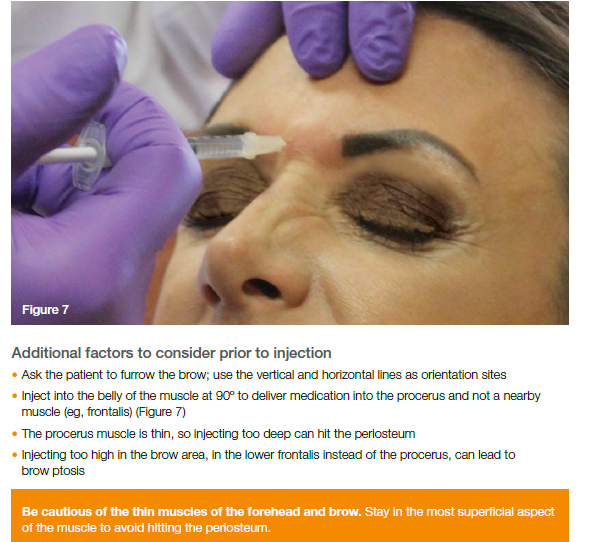 Figure 7
Additional factors to consider prior to injection
• Ask the patient to furrow the brow; use the vertical and horizontal lines as orientation sites
• Inject into the belly of the muscle at 90º to deliver medication into the procerus and not a nearby
muscle (eg, frontalis) (Figure 7)
• The procerus muscle is thin, so injecting too deep can hit the periosteum
• Injecting too high in the brow area, in the lower frontalis instead of the procerus, can lead to
brow ptosis
Be cautious of the thin muscles of the forehead and brow. Stay in the most superficial aspect
of the muscle to avoid hitting the periosteum.